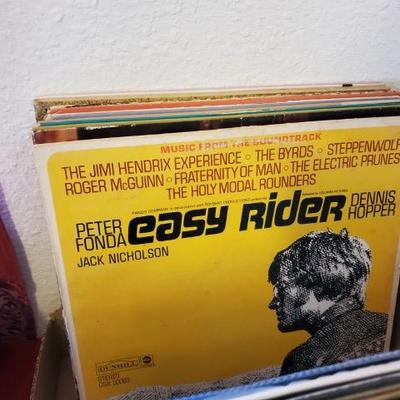 MUSIC FROM THE SOUNDTRACK
THE JIMI HENDRIX EXPERIENCE • THE BYRDS • STEPPENWOLF
ROGER McGUINN • FRATERNITY OF MAN • THE ELECTRIC PRUNES
THE HOLY MODAL ROUNDERS
PETER FONDA
easy RideR
DENNIS HOPPER
JACK NICHOLSON
DUNHILL
abc
STEREO